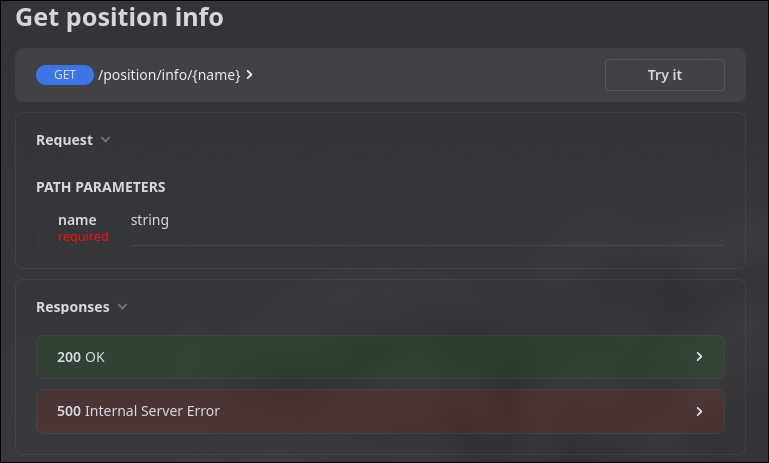 Get position info
GET /position/info/{name}
Try it
Request
PATH PARAMETERS
name string
required
Responses
200 OK
500 Internal Server Error